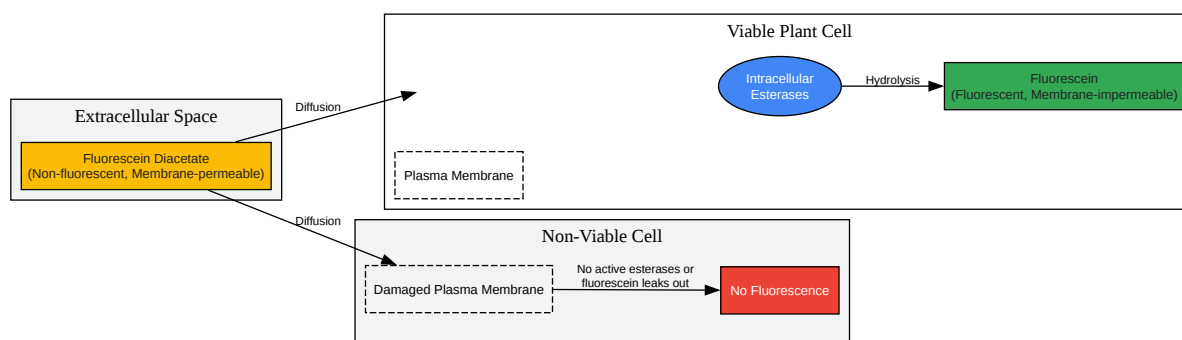 Viable Plant Cell
Intracellular
Esterases
Hydrolysis
Fluorescein
(Fluorescent, Membrane-impermeable)
Diffusion
Extracellular Space
Fluorescein Diacetate
(Non-fluorescent, Membrane-permeable)
Plasma Membrane
Diffusion
Non-Viable Cell
Damaged Plasma Membrane
No active esterases or
fluorescein leaks out
No Fluorescence